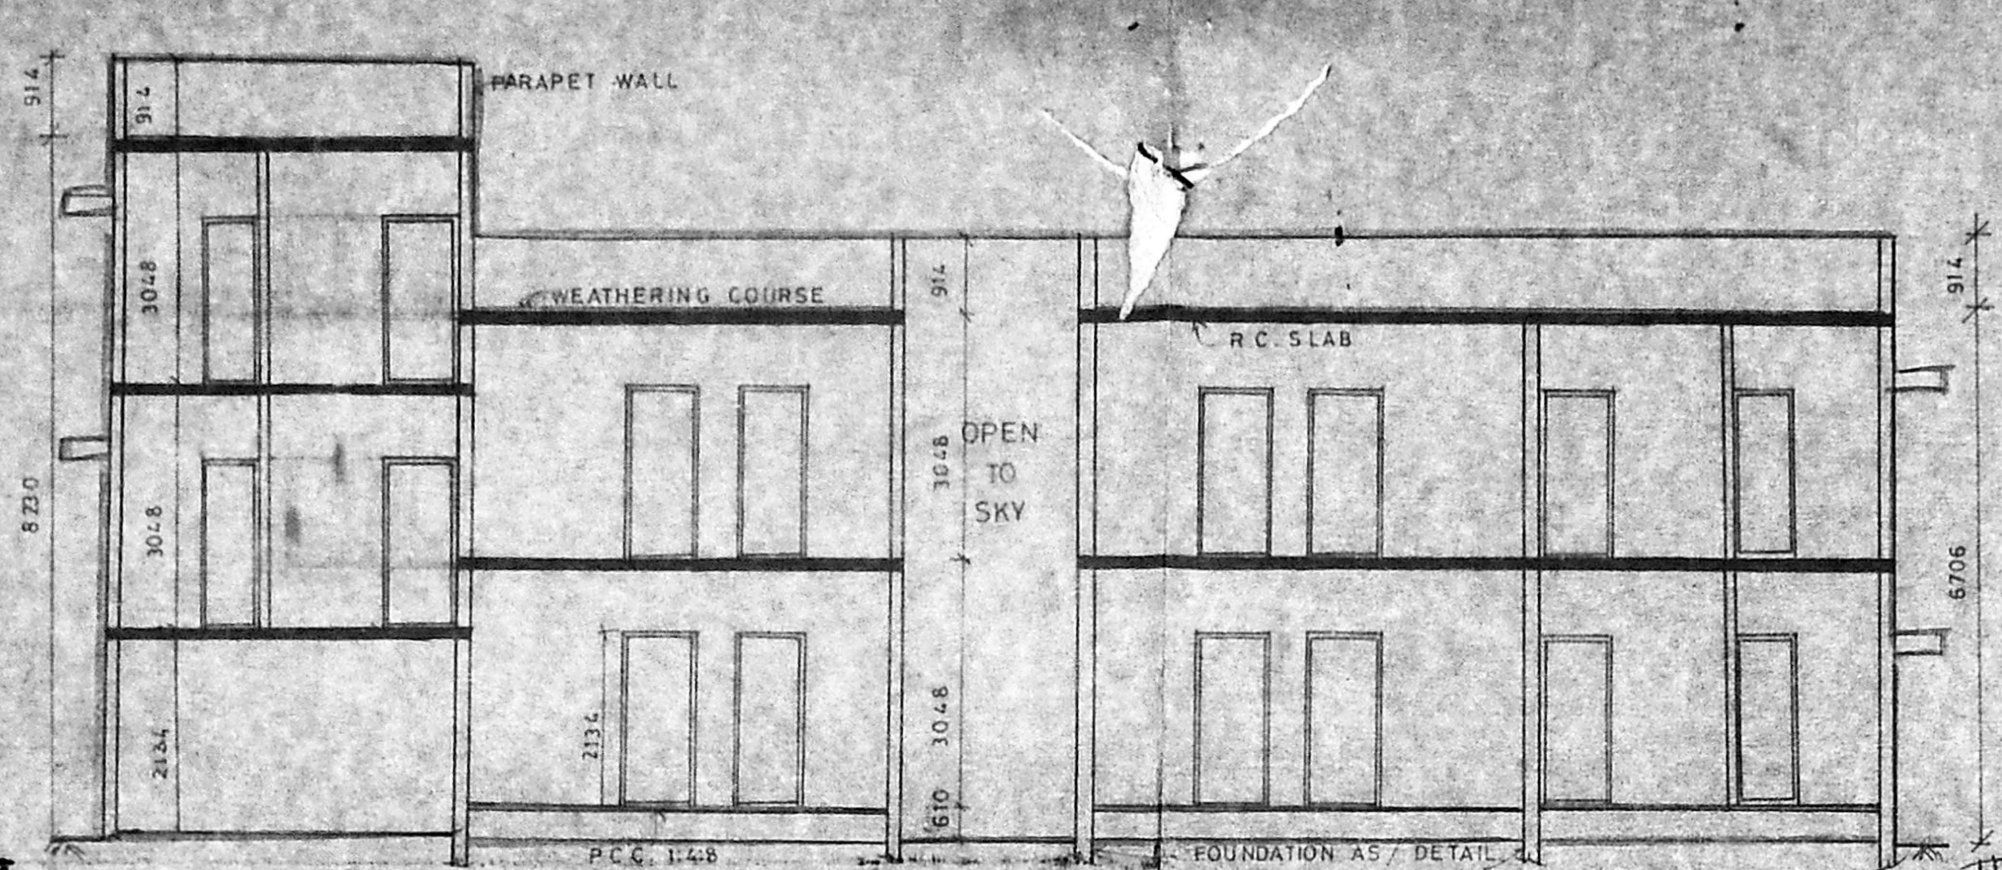 914
914
PARAPET WALL
3048
WEATHERING COURSE
914
914
R.C. SLAB
3048
OPEN
TO
SKY
8230
3048
6706
2134
2134
3048
610
P.C.C. 1:4:8
FOUNDATION AS/ DETAIL